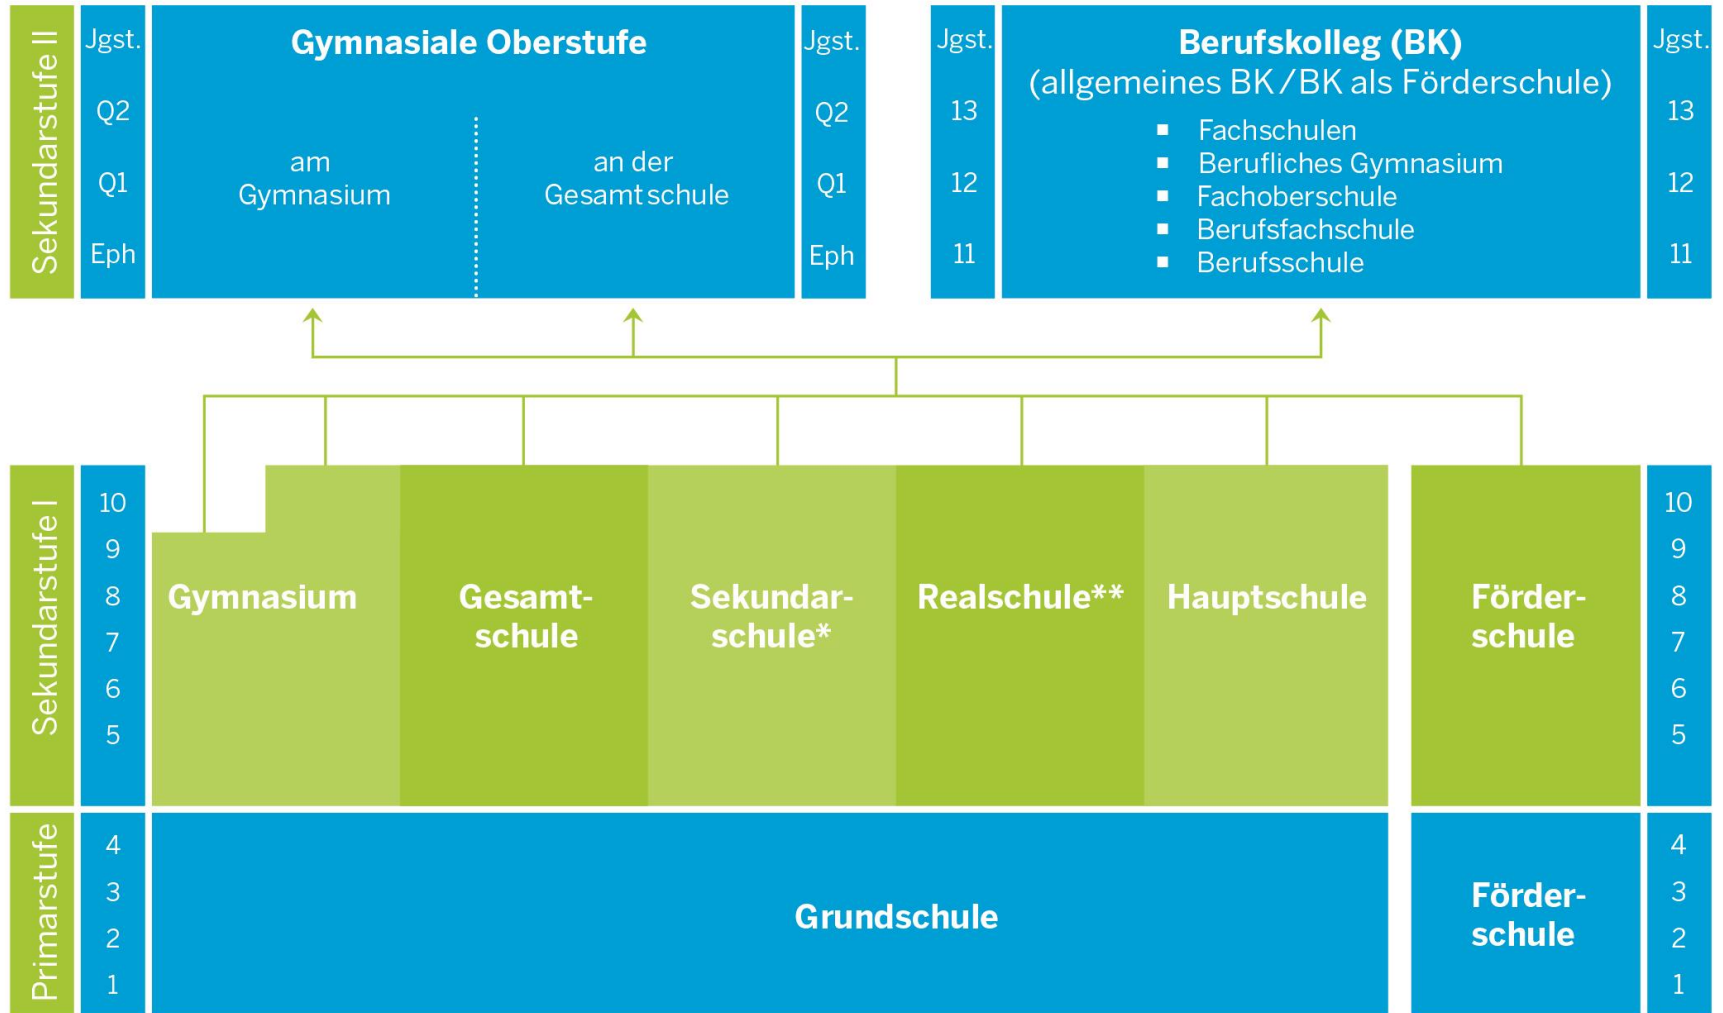 Sekundarstufe II
Jgst.
Q2
Q1
Eph
Gymnasiale Oberstufe
am
Gymnasium
an der
Gesamtschule
Jgst.
Q2
Q1
Eph
Jgst.
13
12
11
Berufskolleg (BK)
(allgemeines BK/BK als Förderschule)
▪ Fachschulen
▪ Berufliches Gymnasium
▪ Fachoberschule
▪ Berufsfachschule
▪ Berufsschule
Jgst.
13
12
11
Sekundarstufe I
10
9
8
7
6
5
Gymnasium
Gesamt-
schule
Sekundar-
schule*
Realschule**
Hauptschule
Förder-
schule
10
9
8
7
6
5
Primarstufe
4
3
2
1
Grundschule
Förder-
schule
4
3
2
1